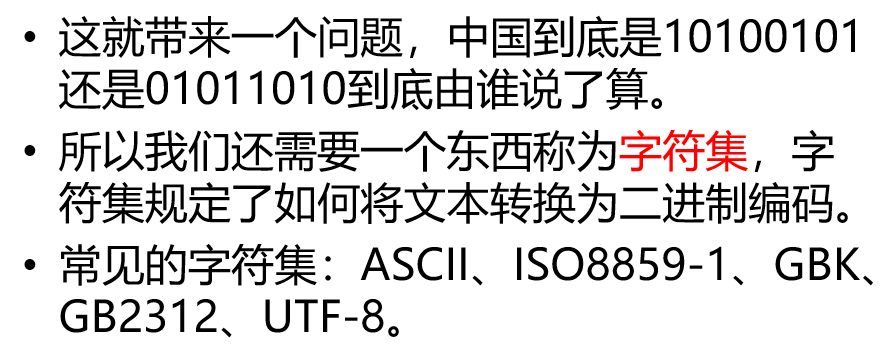 • 这就带来一个问题，中国到底是10100101
还是01011010到底由谁说了算。
• 所以我们还需要一个东西称为字符集，字
符集规定了如何将文本转换为二进制编码。
• 常见的字符集：ASCII、ISO8859-1、GBK、
GB2312、UTF-8。